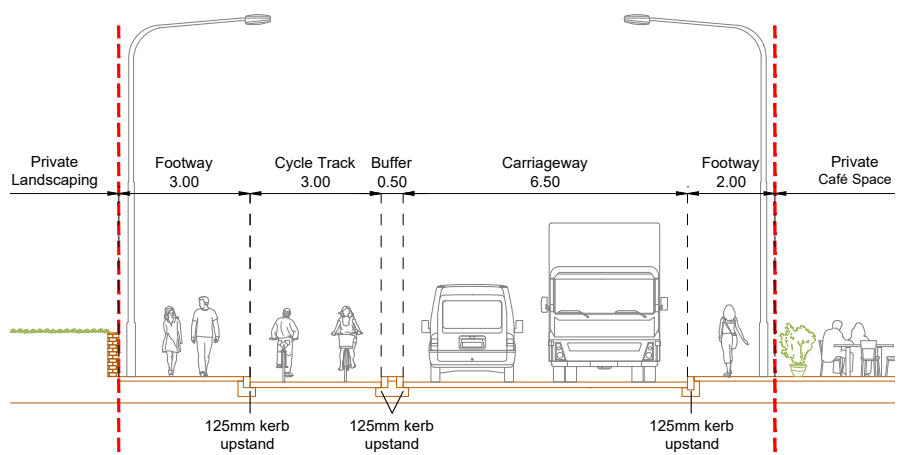 Private
Landscaping
Footway
3.00
Cycle Track
3.00
Buffer
0.50
Carriageway
6.50
Footway
2.00
Private
Café Space
125mm kerb
upstand
125mm kerb
upstand
125mm kerb
upstand